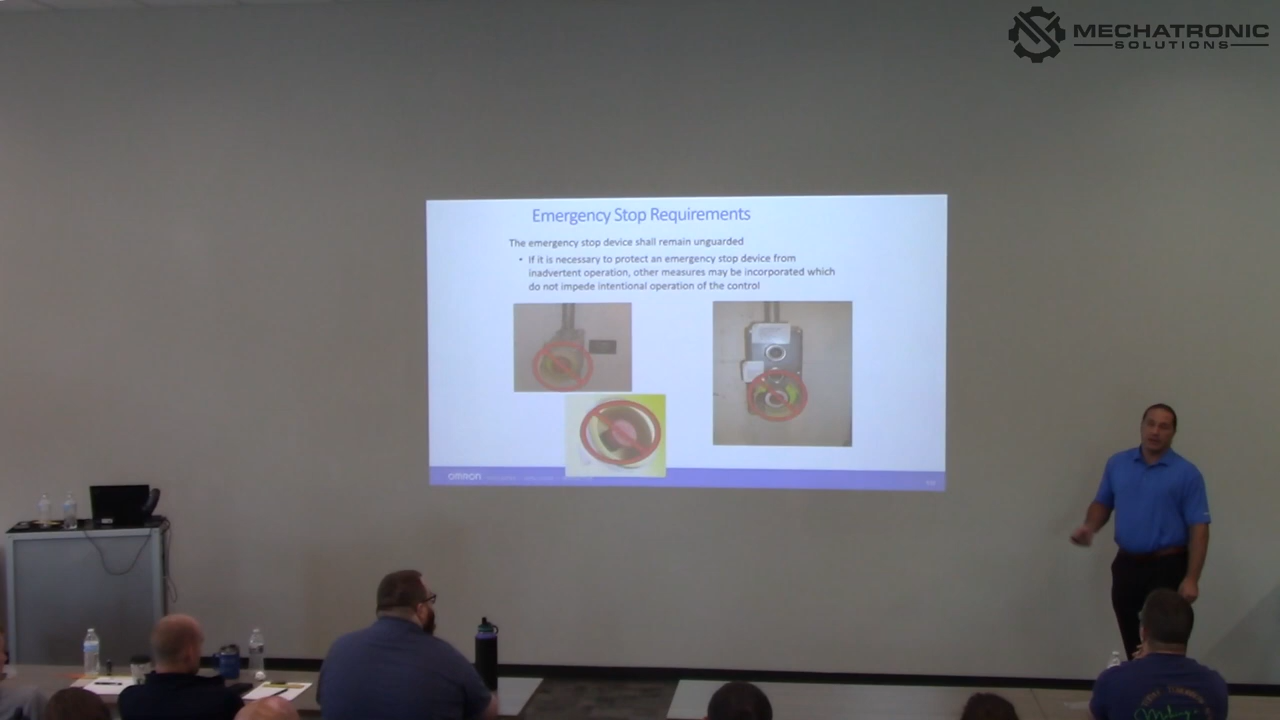 MECHATRONIC
SOLUTIONS
Emergency Stop Requirements
The emergency stop device shall remain unguarded
• If it is necessary to protect an emergency stop device from
inadvertent operation, other measures may be incorporated which
do not impede intentional operation of the control
OMRON